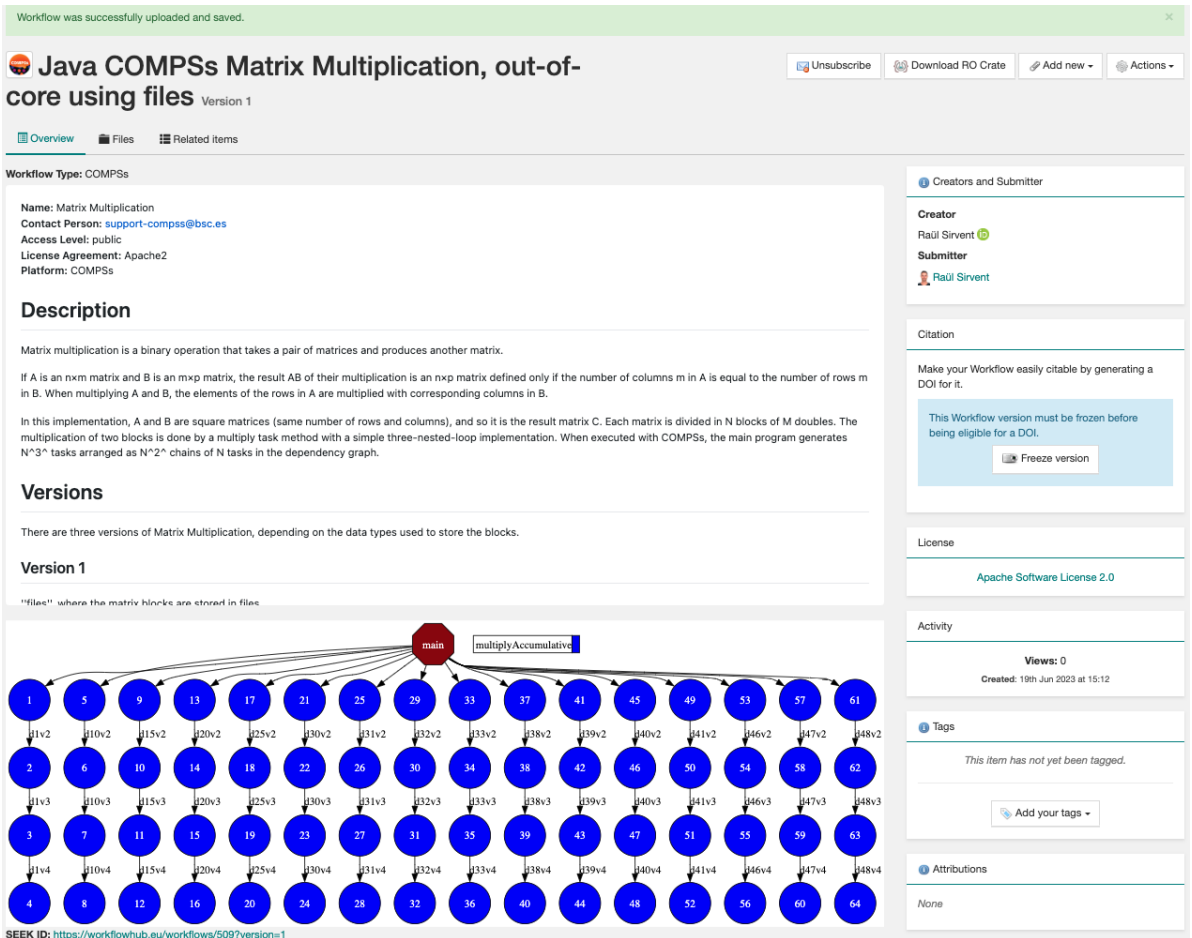 Workflow was successfully uploaded and saved.
×
Java COMPSs Matrix Multiplication, out-of-
core using files Version 1
Unsubscribe
Download RO Crate
Add new
Actions
Overview
Files
Related items
Workflow Type: COMPSs
Name: Matrix Multiplication
Contact Person: support-compss@bsc.es
Access Level: public
License Agreement: Apache2
Platform: COMPSs
Description
Matrix multiplication is a binary operation that takes a pair of matrices and produces another matrix.
If A is an n×m matrix and B is an m×p matrix, the result AB of their multiplication is an n×p matrix defined only if the number of columns m in A is equal to the number of rows m
in B. When multiplying A and B, the elements of the rows in A are multiplied with corresponding columns in B.
In this implementation, A and B are square matrices (same number of rows and columns), and so it is the result matrix C. Each matrix is divided in N blocks of M doubles. The
multiplication of two blocks is done by a multiply task method with a simple three-nested-loop implementation. When executed with COMPSs, the main program generates
N^3^ tasks arranged as N^2^ chains of N tasks in the dependency graph.
Versions
There are three versions of Matrix Multiplication, depending on the data types used to store the blocks.
Version 1
''files'', where the matrix blocks are stored in files.
main
multiplyAccumulative
1 5 9 13 17 21 25 29 33 37 41 45 49 53 57 61
d1v2 d10v2 d15v2 d20v2 d25v2 d30v2 d31v2 d32v2 d33v2 d38v2 d39v2 d40v2 d41v2 d46v2 d47v2 d48v2
2 6 10 14 18 22 26 30 34 38 42 46 50 54 58 62
d1v3 d10v3 d15v3 d20v3 d25v3 d30v3 d31v3 d32v3 d33v3 d38v3 d39v3 d40v3 d41v3 d46v3 d47v3 d48v3
3 7 11 15 19 23 27 31 35 39 43 47 51 55 59 63
d1v4 d10v4 d15v4 d20v4 d25v4 d30v4 d31v4 d32v4 d33v4 d38v4 d39v4 d40v4 d41v4 d46v4 d47v4 d48v4
4 8 12 16 20 24 28 32 36 40 44 48 52 56 60 64
SEEK ID: https://workflowhub.eu/workflows/509?version=1
Creators and Submitter
Creator
Raül Sirvent
Submitter
Raül Sirvent
Citation
Make your Workflow easily citable by generating a
DOI for it.
This Workflow version must be frozen before
being eligible for a DOI.
Freeze version
License
Apache Software License 2.0
Activity
Views: 0
Created: 19th Jun 2023 at 15:12
Tags
This item has not yet been tagged.
Add your tags
Attributions
None